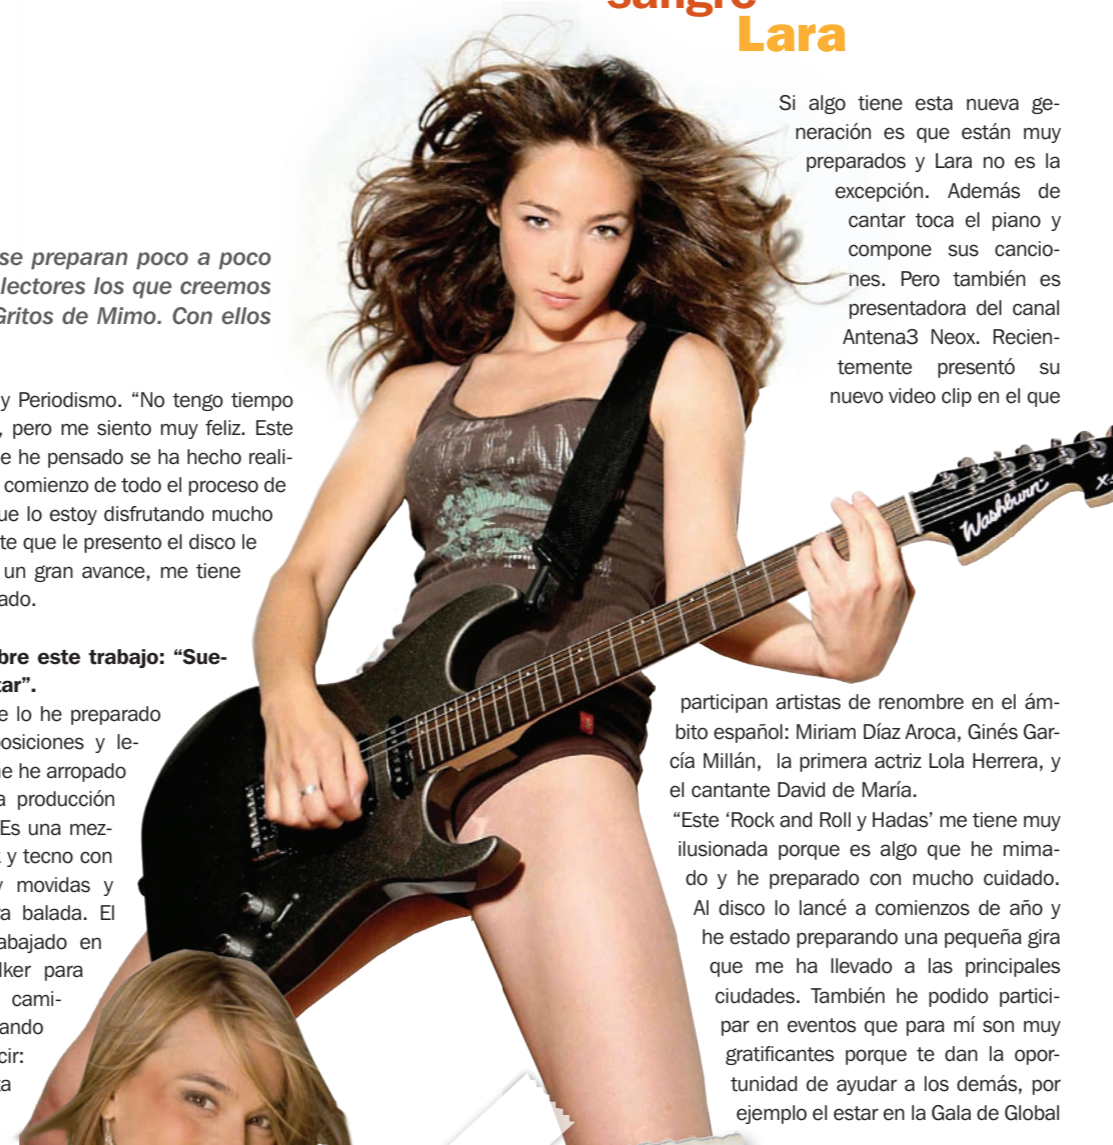 Lara
Si algo tiene esta nueva ge-
neración es que están muy
preparados y Lara no es la
excepción. Además de
cantar toca el piano y
compone sus cancio-
nes. Pero también es
presentadora del canal
Antena3 Neox. Recien-
temente presentó su
nuevo video clip en el que
participan artistas de renombre en el ám-
bito español: Miriam Díaz Aroca, Ginés Gar-
cía Millán, la primera actriz Lola Herrera, y
el cantante David de María.
“Este ‘Rock and Roll y Hadas’ me tiene muy
ilusionada porque es algo que he mima-
do y he preparado con mucho cuidado.
Al disco lo lancé a comienzos de año y
he estado preparando una pequeña gira
que me ha llevado a las principales
ciudades. También he podido partici-
par en eventos que para mí son muy
gratificantes porque te dan la opor-
tunidad de ayudar a los demás, por
ejemplo el estar en la Gala de Global
se preparan poco a poco
lectores los que creemos
Gritos de Mimo. Con ellos
y Periodismo. “No tengo tiempo
, pero me siento muy feliz. Este
e he pensado se ha hecho reali-
comienzo de todo el proceso de
ue lo estoy disfrutando mucho
te que le presento el disco le
un gran avance, me tiene
ado.
bre este trabajo: “Sue-
tar”.
e lo he preparado
posiciones y le-
ne he arropado
a producción
Es una mez-
y tecno con
y movidas y
ra balada. El
abajado en
lker para
cami-
ando
cir:
Washburn